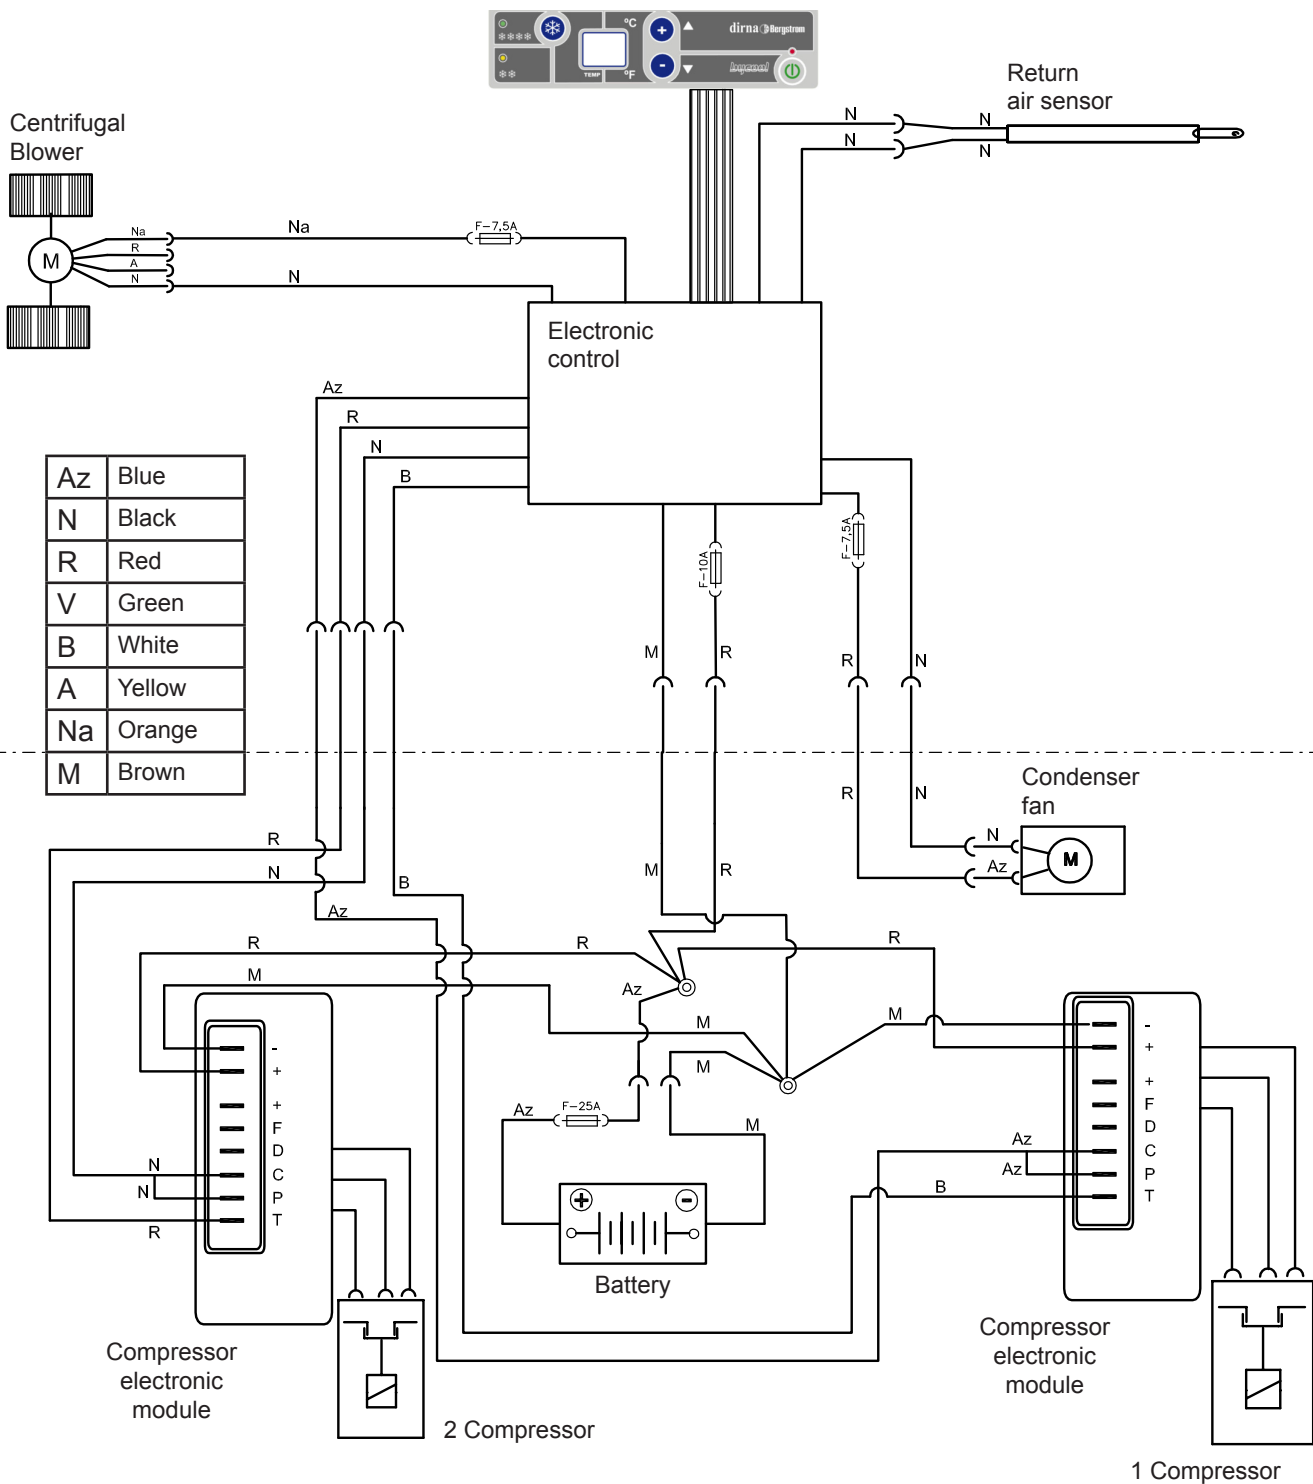 °C
°F
TEMP
+
-
dirna Bergstrom
bycool
Return
air sensor
N
N
N
N
Centrifugal
Blower
Na
R
A
N
M
Na
F-7,5A
N
Electronic
control
Az
R
N
B
Az Blue
N Black
R Red
V Green
B White
A Yellow
Na Orange
M Brown
F-10A
F-7,5A
M
R
R
N
R
N
Condenser
fan
N
Az
M
R
N
B
Az
M
R
R
R
R
M
Az
M
M
M
-
+
+
F
D
C
P
T
N
N
R
Az
F-25A
M
+
-
Battery
-
+
+
F
D
C
P
T
Az
Az
B
Compressor
electronic
module
2 Compressor
Compressor
electronic
module
1 Compressor